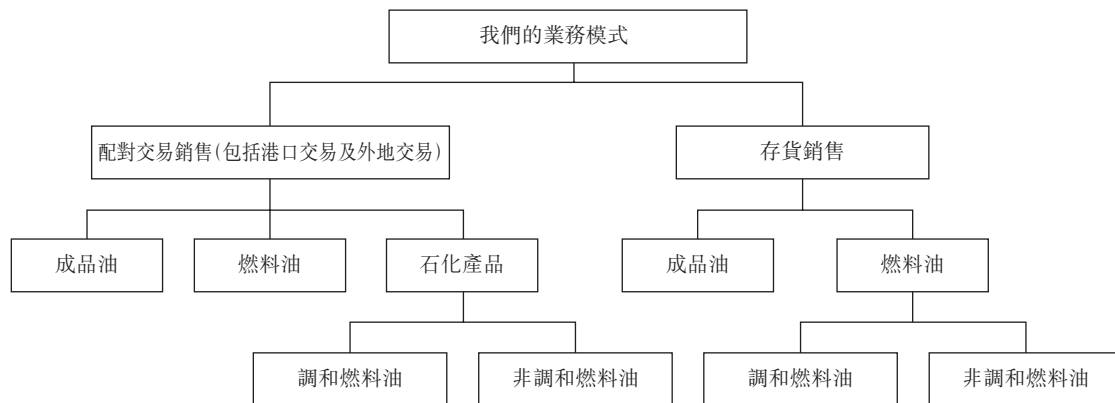 我們的業務模式
配對交易銷售(包括港口交易及外地交易)
存貨銷售
成品油
燃料油
石化產品
成品油
燃料油
調和燃料油
非調和燃料油
調和燃料油
非調和燃料油